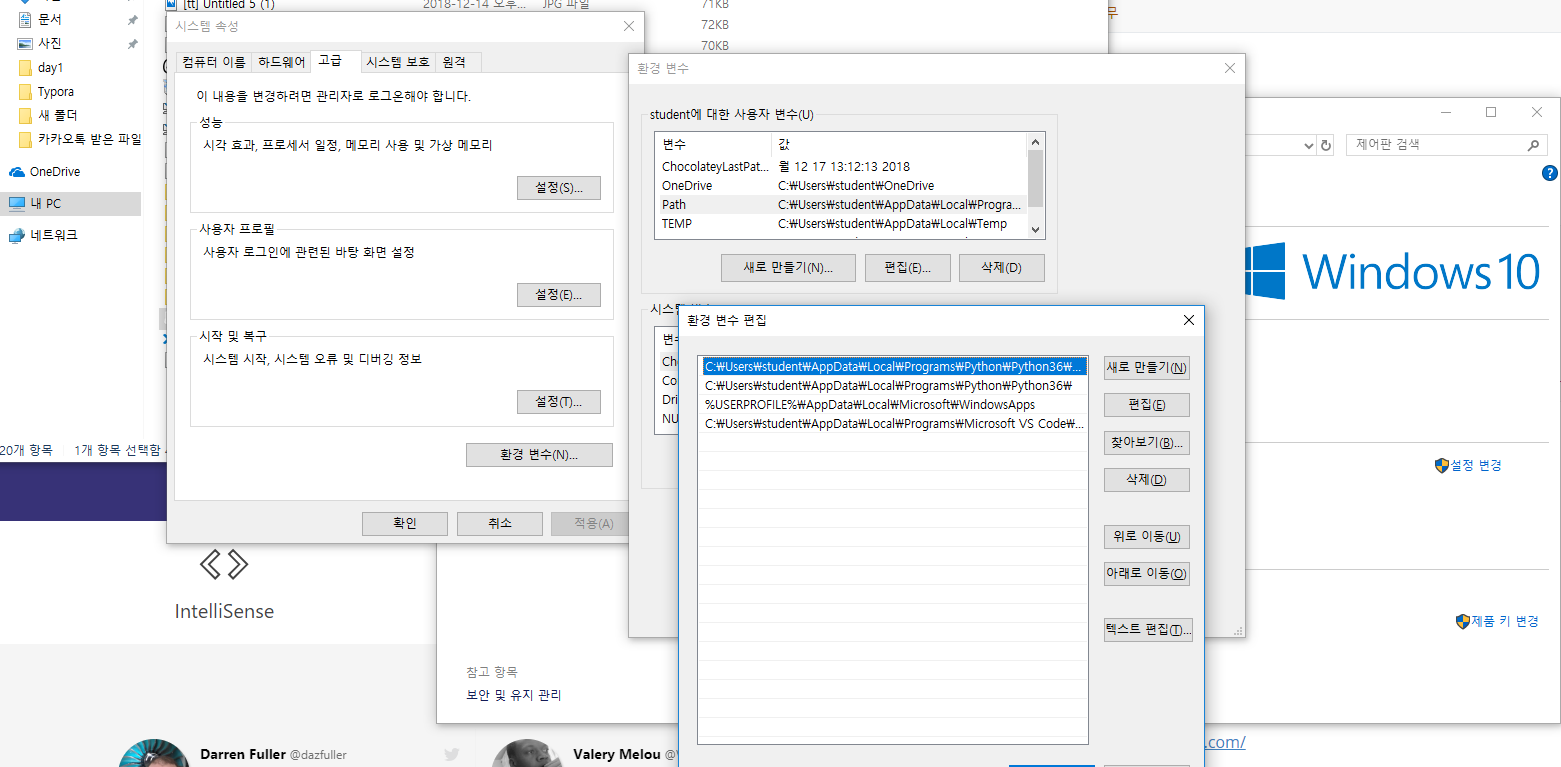 문서
사진
day1
Typora
새 폴더
카카오톡 받은 파일
OneDrive
내 PC
네트워크
20개 항목
1개 항목 선택함
[tt] Untitled 5 (1)
2018-12-14 오후...
JPG 파일
71KB
72KB
70KB
시스템 속성
컴퓨터 이름
하드웨어
고급
시스템 보호
원격
이 내용을 변경하려면 관리자로 로그온해야 합니다.
성능
시각 효과, 프로세서 일정, 메모리 사용 및 가상 메모리
설정(S)...
사용자 프로필
사용자 로그인에 관련된 바탕 화면 설정
설정(E)...
시작 및 복구
시스템 시작, 시스템 오류 및 디버깅 정보
설정(T)...
환경 변수(N)...
확인
취소
적용(A)
환경 변수
student에 대한 사용자 변수(U)
변수 값
ChocolateyLastPat... 월 12 17 13:12:13 2018
OneDrive C:₩Users₩student₩OneDrive
Path C:₩Users₩student₩AppData₩Local₩Progra...
TEMP C:₩Users₩student₩AppData₩Local₩Temp
새로 만들기(N)...
편집(E)...
삭제(D)
환경 변수 편집
C:₩Users₩student₩AppData₩Local₩Programs₩Python₩Python36₩...
C:₩Users₩student₩AppData₩Local₩Programs₩Python₩Python36₩
%USERPROFILE%₩AppData₩Local₩Microsoft₩WindowsApps
C:₩Users₩student₩AppData₩Local₩Programs₩Microsoft VS Code₩...
새로 만들기(N)
편집(E)
찾아보기(B)...
삭제(D)
위로 이동(U)
아래로 이동(O)
텍스트 편집(T)...
제어판 검색
Windows 10
설정 변경
제품 키 변경
참고 항목
보안 및 유지 관리
IntelliSense
Darren Fuller @dazfuller
Valery Melou
.com/